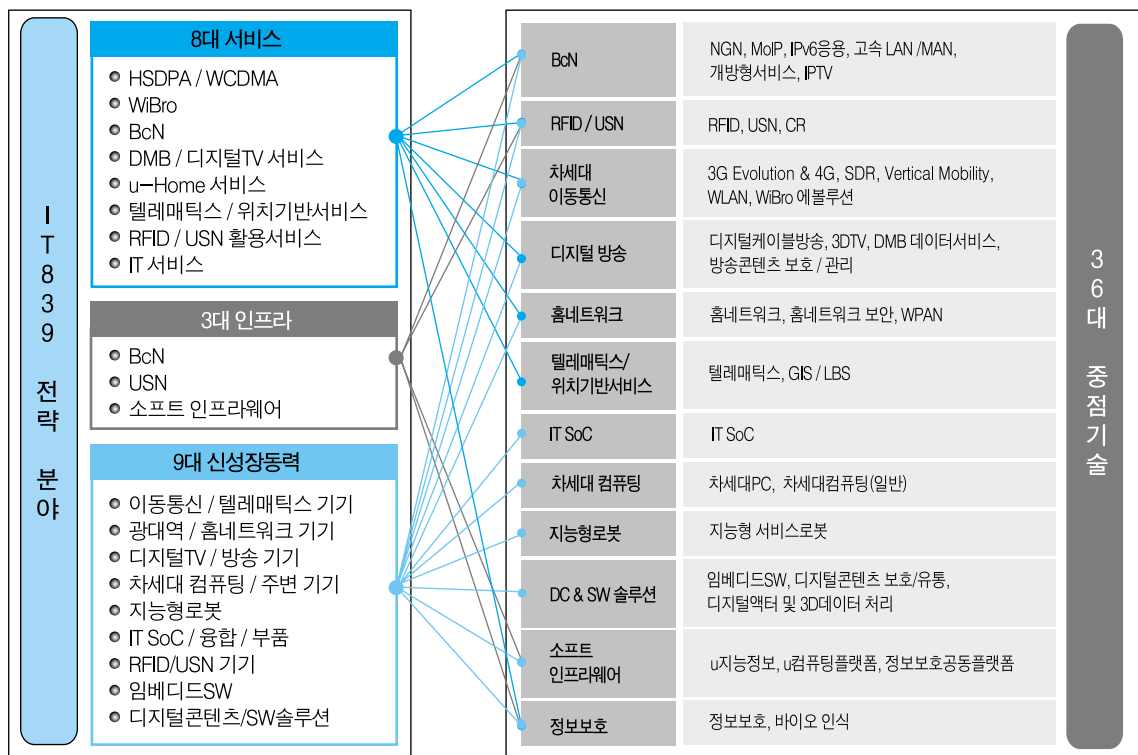 IT839 전략 분야
8대 서비스
HSDPA / WCDMA
WiBro
BcN
DMB / 디지털TV 서비스
u-Home 서비스
텔레매틱스 / 위치기반서비스
RFID / USN 활용서비스
IT 서비스
3대 인프라
BcN
USN
소프트 인프라웨어
9대 신성장동력
이동통신 / 텔레매틱스 기기
광대역 / 홈네트워크 기기
디지털TV / 방송 기기
차세대 컴퓨팅 / 주변 기기
지능형로봇
IT SoC / 융합 / 부품
RFID/USN 기기
임베디드SW
디지털콘텐츠/SW솔루션
BcN
NGN, MoIP, IPv6응용, 고속 LAN /MAN,
개방형서비스, IPTV
RFID / USN
RFID, USN, CR
차세대
이동통신
3G Evolution & 4G, SDR, Vertical Mobility,
WLAN, WiBro 에볼루션
디지털 방송
디지털케이블방송, 3DTV, DMB 데이터서비스,
방송콘텐츠 보호 / 관리
홈네트워크
홈네트워크, 홈네트워크 보안, WPAN
텔레매틱스/
위치기반서비스
텔레매틱스, GIS / LBS
IT SoC
IT SoC
차세대 컴퓨팅
차세대PC, 차세대컴퓨팅(일반)
지능형로봇
지능형 서비스로봇
DC & SW 솔루션
임베디드SW, 디지털콘텐츠 보호/유통,
디지털액터 및 3D데이터 처리
소프트
인프라웨어
u지능정보, u컴퓨팅플랫폼, 정보보호공동플랫폼
정보보호
정보보호, 바이오 인식
36대 중점기술